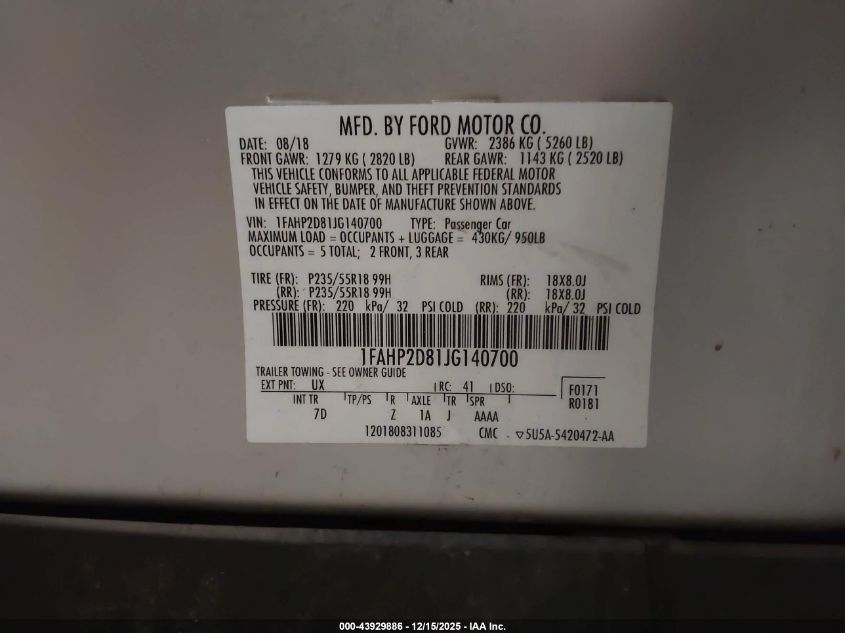 MFD. BY FORD MOTOR CO.
DATE: 08/18 GVWR: 2386 KG ( 5260 LB)
FRONT GAWR: 1279 KG ( 2820 LB) REAR GAWR: 1143 KG ( 2520 LB)
THIS VEHICLE CONFORMS TO ALL APPLICABLE FEDERAL MOTOR
VEHICLE SAFETY, BUMPER, AND THEFT PREVENTION STANDARDS
IN EFFECT ON THE DATE OF MANUFACTURE SHOWN ABOVE.
VIN: 1FAHP2D81JG140700 TYPE: Passenger Car
MAXIMUM LOAD = OCCUPANTS + LUGGAGE = 430KG/ 950LB
OCCUPANTS = 5 TOTAL; 2 FRONT, 3 REAR
TIRE (FR): P235/55R18 99H RIMS (FR): 18X8.0J
(RR): P235/55R18 99H (RR): 18X8.0J
PRESSURE (FR): 220 kPa/ 32 PSI COLD (RR): 220 kPa/ 32 PSI COLD
1FAHP2D81JG140700
TRAILER TOWING - SEE OWNER GUIDE
EXT PNT: UX RC: 41 DSO: F0171
INT TR TP/PS R AXLE TR SPR R0181
7D Z 1A J AAAA
1201808311085 CMC ▽5U5A-5420472-AA
000-43929886 - 12/15/2025 - IAA Inc.